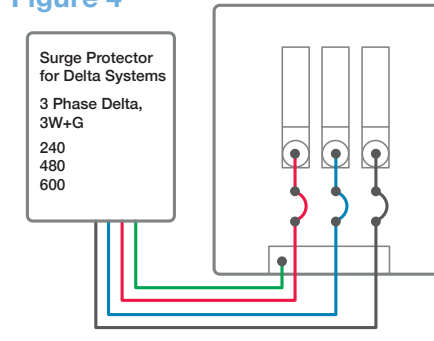 Figure 4
Surge Protector
for Delta Systems
3 Phase Delta,
3W+G
240
480
600